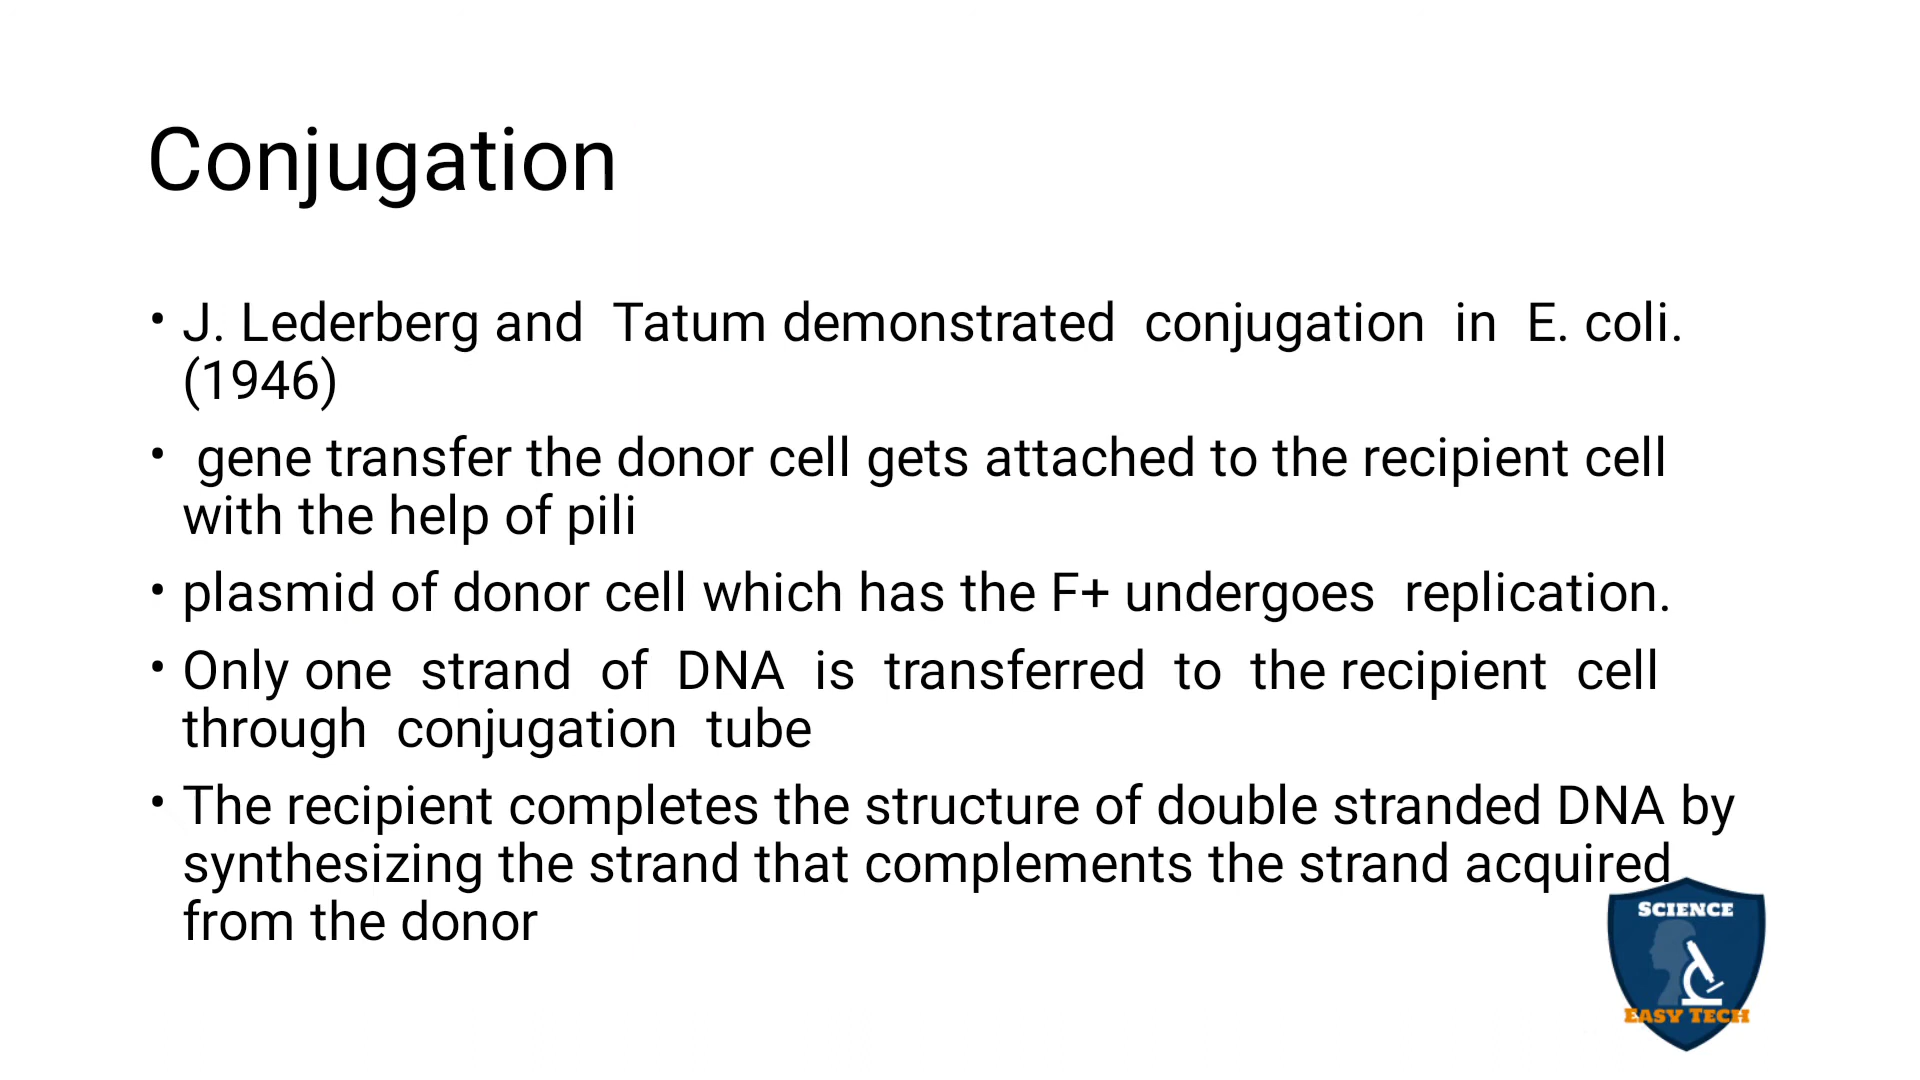 Conjugation
• J. Lederberg and Tatum demonstrated conjugation in E. coli.
(1946)
• gene transfer the donor cell gets attached to the recipient cell
with the help of pili
• plasmid of donor cell which has the F+ undergoes replication.
• Only one strand of DNA is transferred to the recipient cell
through conjugation tube
• The recipient completes the structure of double stranded DNA by
synthesizing the strand that complements the strand acquired
from the donor
SCIENCE
EASY TECH